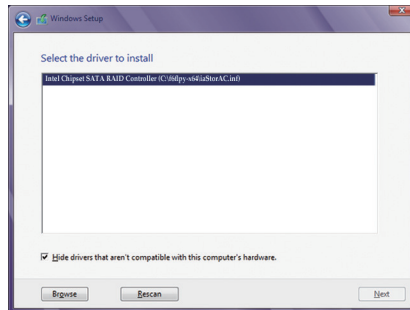 Windows Setup
Select the driver to install
Intel Chipset SATA RAID Controller (C:\f6flpy-x64\iaStorAC.inf)
Hide drivers that aren't compatible with this computer's hardware.
Browse
Rescan
Next